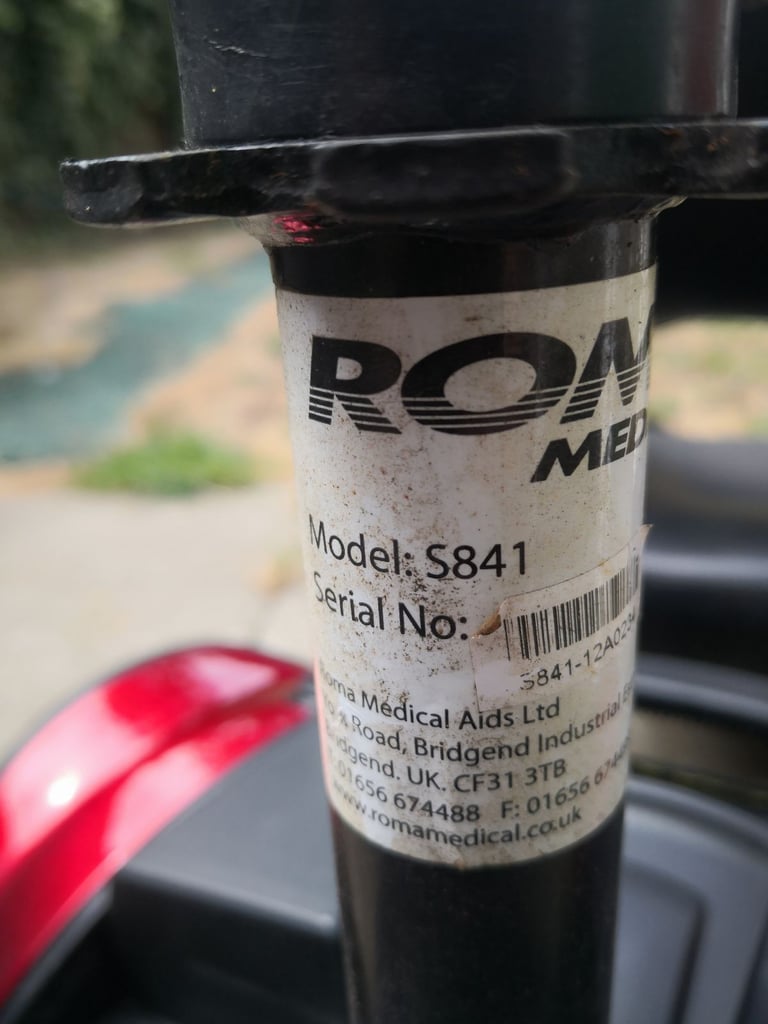 ROM
MED
Model: S841
Serial No:
S841-12A023
Roma Medical Aids Ltd
Road, Bridgend Industrial
Bridgend. UK. CF31 3TB
01656 674488 F: 01656
www.romamedical.co.uk